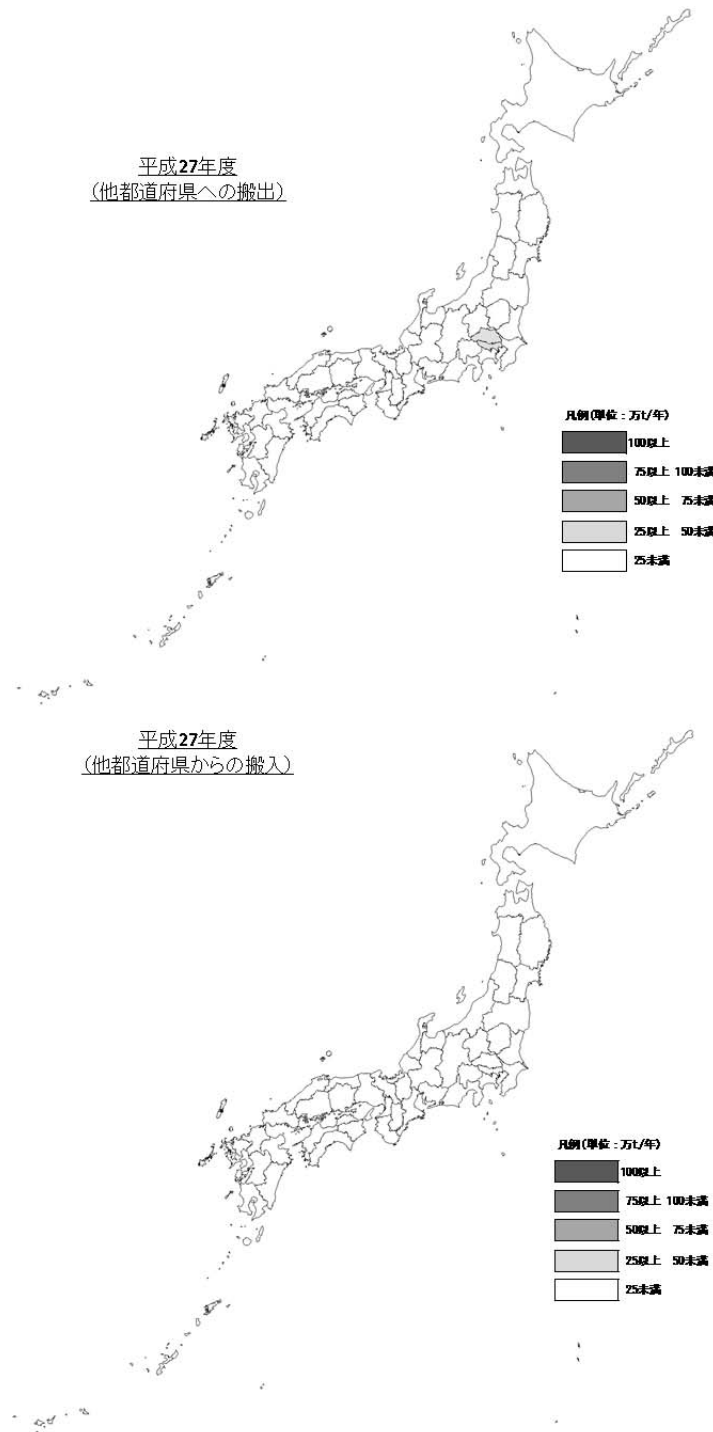 平成27年度
(他都道府県への搬出)
凡例(単位：万t/年)
100以上
75以上 100未満
50以上 75未満
25以上 50未満
25未満
平成27年度
(他都道府県からの搬入)
凡例(単位：万t/年)
100以上
75以上 100未満
50以上 75未満
25以上 50未満
25未満